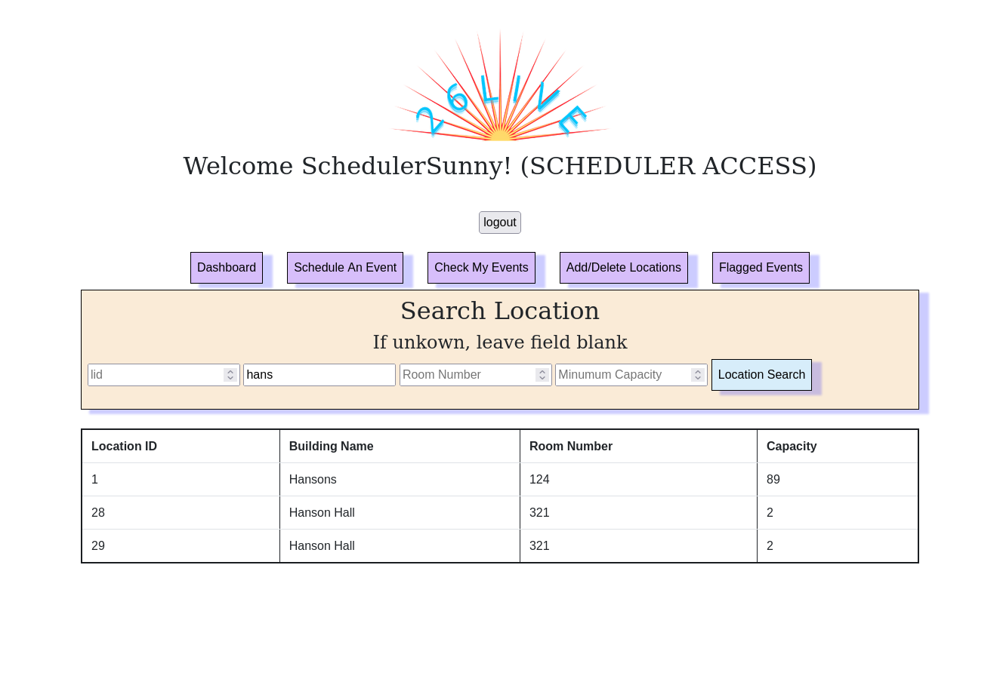 26LIVE
Welcome SchedulerSunny! (SCHEDULER ACCESS)
logout
Dashboard Schedule An Event Check My Events Add/Delete Locations Flagged Events
Search Location
If unkown, leave field blank
lid hans Room Number Minumum Capacity Location Search
Location ID Building Name Room Number Capacity
1 Hansons 124 89
28 Hanson Hall 321 2
29 Hanson Hall 321 2